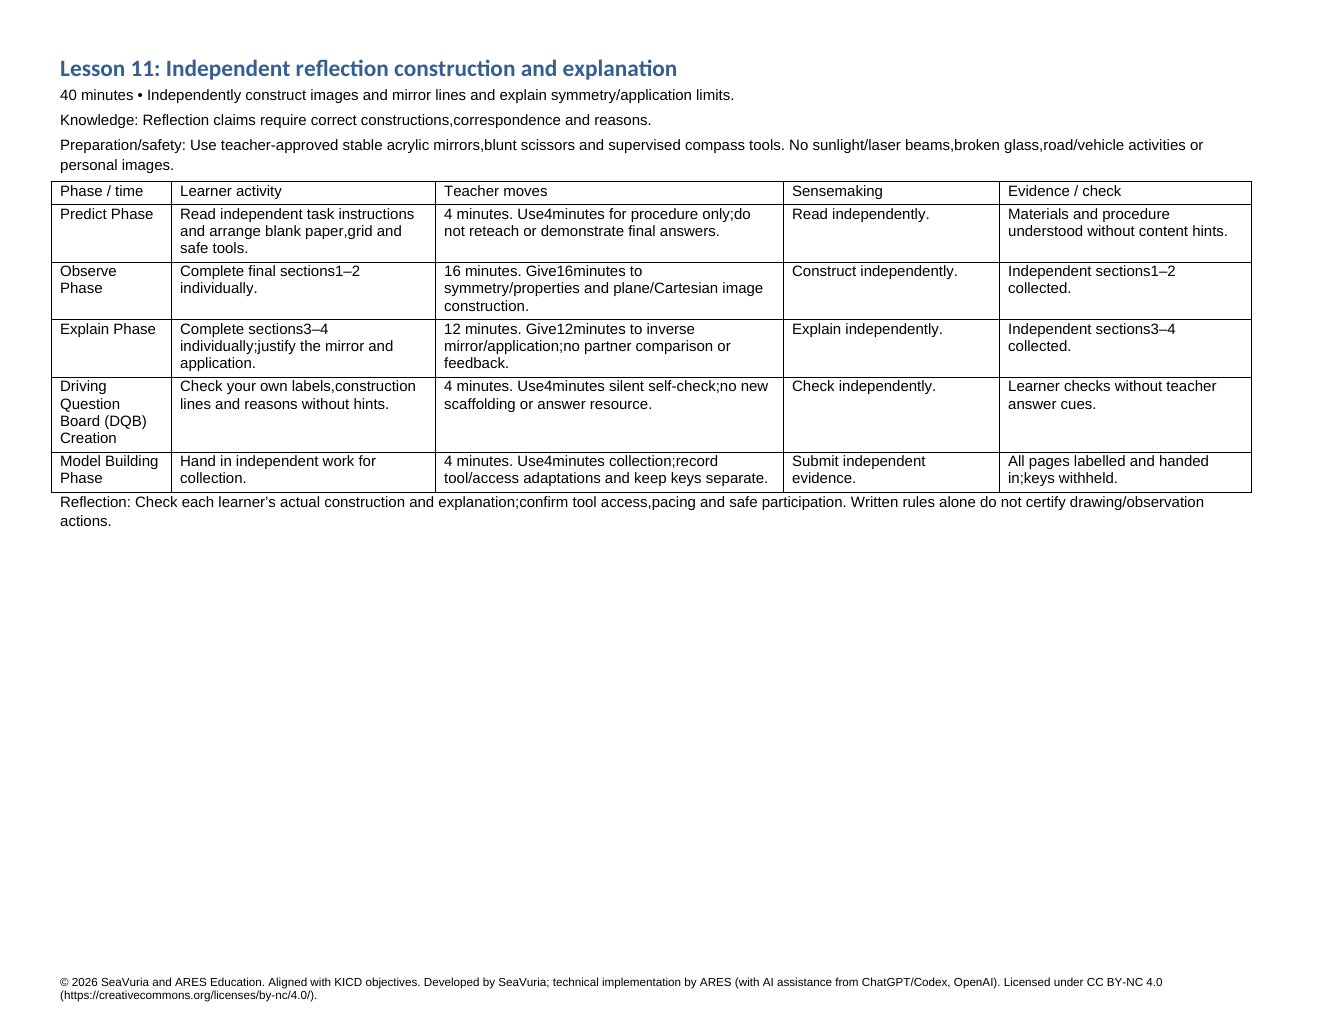 Lesson 11: Independent reflection construction and explanation
40 minutes • Independently construct images and mirror lines and explain symmetry/application limits.
Knowledge: Reflection claims require correct constructions,correspondence and reasons.
Preparation/safety: Use teacher-approved stable acrylic mirrors,blunt scissors and supervised compass tools. No sunlight/laser beams,broken glass,road/vehicle activities or
personal images.
Phase / time
Learner activity
Teacher moves
Sensemaking
Evidence / check
Predict Phase
Read independent task instructions
and arrange blank paper,grid and
safe tools.
4 minutes. Use4minutes for procedure only;do
not reteach or demonstrate final answers.
Read independently.
Materials and procedure
understood without content hints.
Observe
Phase
Complete final sections1–2
individually.
16 minutes. Give16minutes to
symmetry/properties and plane/Cartesian image
construction.
Construct independently.
Independent sections1–2
collected.
Explain Phase
Complete sections3–4
individually;justify the mirror and
application.
12 minutes. Give12minutes to inverse
mirror/application;no partner comparison or
feedback.
Explain independently.
Independent sections3–4
collected.
Driving
Question
Board (DQB)
Creation
Check your own labels,construction
lines and reasons without hints.
4 minutes. Use4minutes silent self-check;no new
scaffolding or answer resource.
Check independently.
Learner checks without teacher
answer cues.
Model Building
Phase
Hand in independent work for
collection.
4 minutes. Use4minutes collection;record
tool/access adaptations and keep keys separate.
Submit independent
evidence.
All pages labelled and handed
in;keys withheld.
Reflection: Check each learner's actual construction and explanation;confirm tool access,pacing and safe participation. Written rules alone do not certify drawing/observation
actions.
© 2026 SeaVuria and ARES Education. Aligned with KICD objectives. Developed by SeaVuria; technical implementation by ARES (with AI assistance from ChatGPT/Codex, OpenAI). Licensed under CC BY-NC 4.0
(https://creativecommons.org/licenses/by-nc/4.0/).